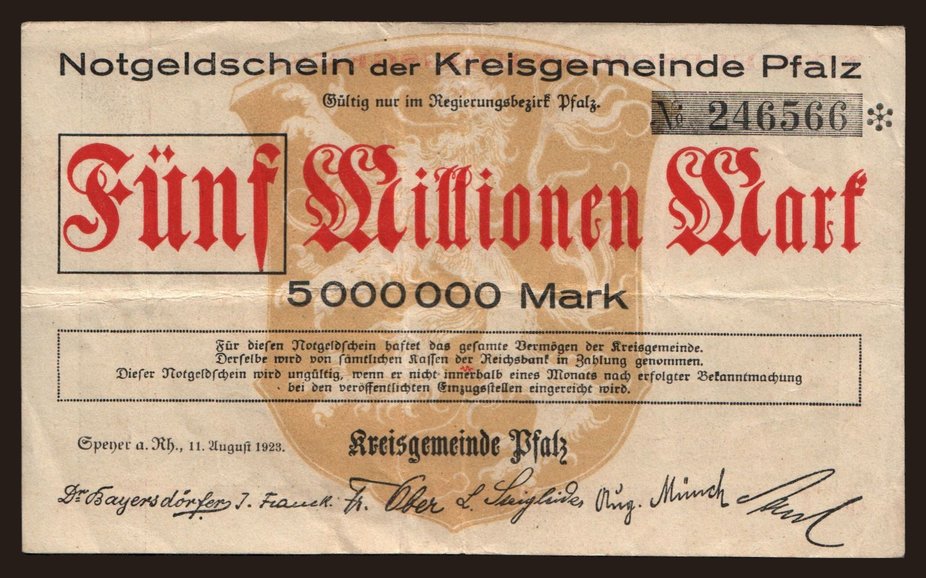 Notgeldschein der Kreisgemeinde Pfalz
Gültig nur im Regierungsbezirk Pfalz.
No 246566
Fünf Millionen Mark
5000000 Mark
Für diesen Notgeldschein haftet das gesamte Vermögen der Kreisgemeinde.
Derselbe wird von sämtlichen Kassen der Reichsbank in Zahlung genommen.
Dieser Notgeldschein wird ungültig, wenn er nicht innerhalb eines Monats nach erfolgter Bekanntmachung
bei den veröffentlichten Einzugsstellen eingereicht wird.
Speyer a. Rh., 11. August 1923.
Kreisgemeinde Pfalz
Dr Bayersdörfer J. Franck. Fr. Ober L. Aug. Münch